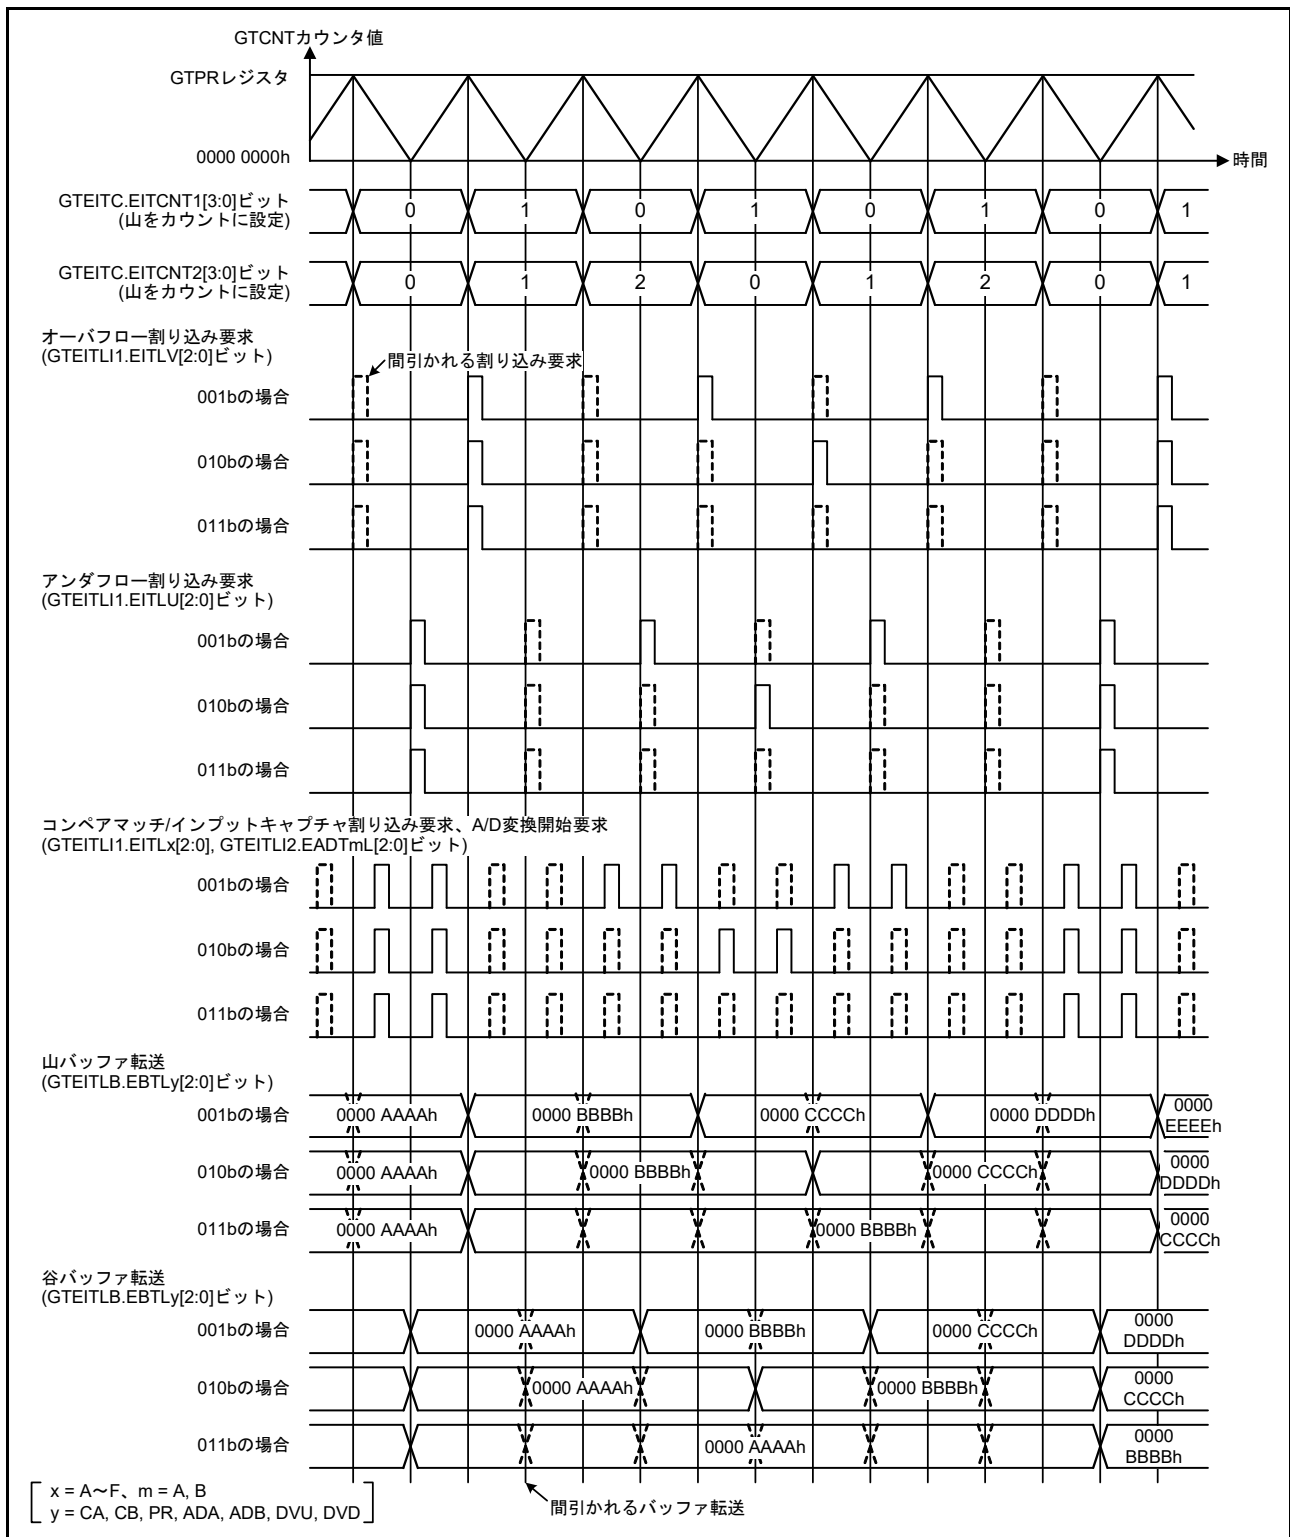 GTCNTカウンタ値
GTPRレジスタ
0000 0000h
時間
GTEITC.EITCNT1[3:0]ビット
(山をカウントに設定)
0 1 0 1 0 1 0 1
GTEITC.EITCNT2[3:0]ビット
(山をカウントに設定)
0 1 2 0 1 2 0 1
オーバフロー割り込み要求
(GTEITLI1.EITLV[2:0]ビット)
間引かれる割り込み要求
001bの場合
010bの場合
011bの場合
アンダフロー割り込み要求
(GTEITLI1.EITLU[2:0]ビット)
001bの場合
010bの場合
011bの場合
コンペアマッチ/インプットキャプチャ割り込み要求、A/D変換開始要求
(GTEITLI1.EITLx[2:0], GTEITLI2.EADTmL[2:0]ビット)
001bの場合
010bの場合
011bの場合
山バッファ転送
(GTEITLB.EBTLy[2:0]ビット)
001bの場合 0000 AAAAh 0000 BBBBh 0000 CCCCh 0000 DDDDh 0000
EEEEh
010bの場合 0000 AAAAh 0000 BBBBh 0000 CCCCh 0000
DDDDh
011bの場合 0000 AAAAh 0000 BBBBh 0000
CCCCh
谷バッファ転送
(GTEITLB.EBTLy[2:0]ビット)
001bの場合 0000 AAAAh 0000 BBBBh 0000 CCCCh 0000
DDDDh
010bの場合 0000 AAAAh 0000 BBBBh 0000
CCCCh
011bの場合 0000 AAAAh 0000
BBBBh
x = A～F、m = A, B
y = CA, CB, PR, ADA, ADB, DVU, DVD
間引かれるバッファ転送